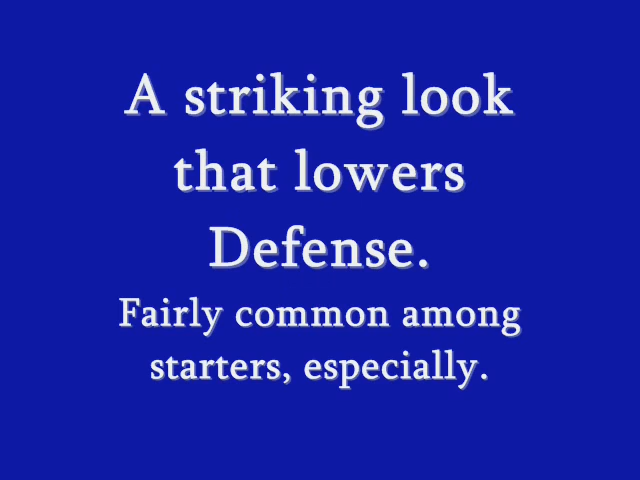 A striking look
that lowers
Defense.
Fairly common among
starters, especially.